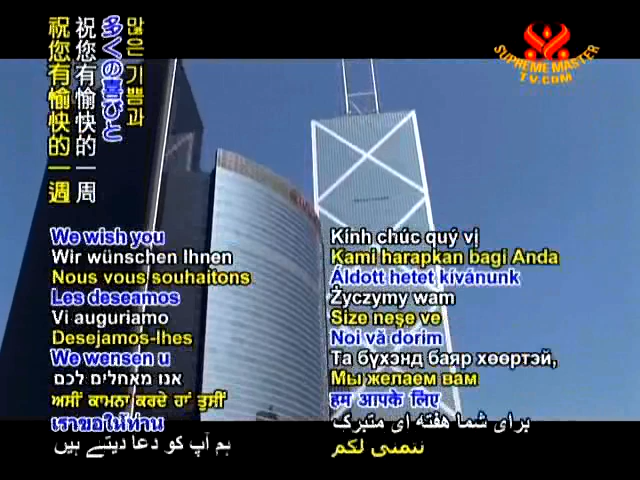 祝您有愉快的一週
祝您有愉快的一周
多くの喜びと
많은 기쁨과
SUPREME MASTER
TV.COM
We wish you
Wir wünschen Ihnen
Nous vous souhaitons
Les deseamos
Vi auguriamo
Desejamos-lhes
We wensen u
אנו מאחלים לכם
ਅਸੀਂ ਕਾਮਨਾ ਕਰਦੇ ਹਾਂ ਤੁਸੀਂ
เราขอให้ท่าน
ہم آپ کو دعا دیتے ہیں
Kính chúc quý vị
Kami harapkan bagi Anda
Áldott hetet kívánunk
Życzymy wam
Size neşe ve
Noi vă dorim
Та бүхэнд баяр хөөртэй,
Мы желаем вам
हम आपके लिए
برای شما هفته ای متبرک
نتمنى لكم